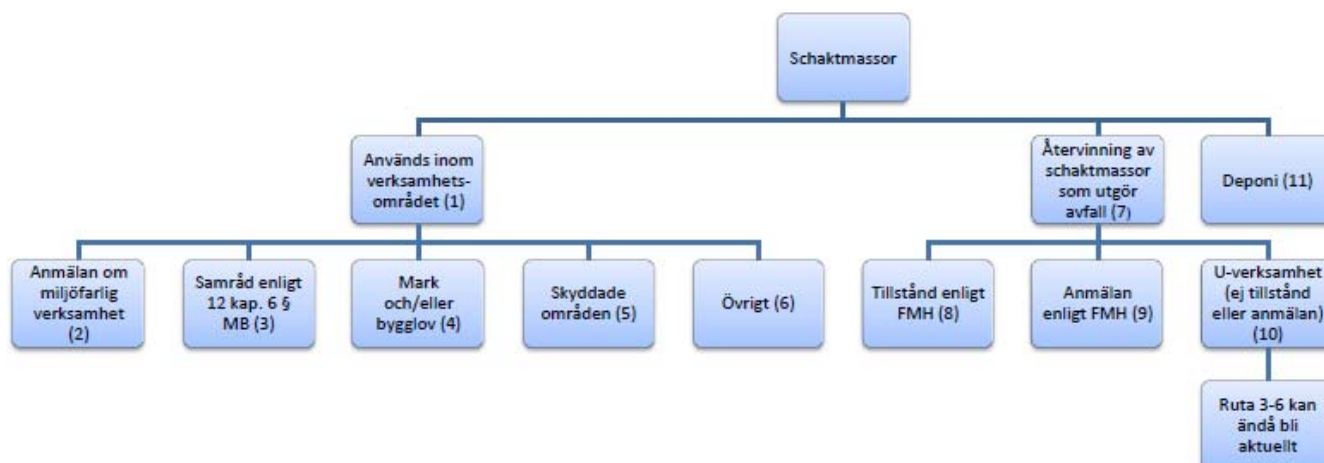 Schaktmassor
Används inom
verksamhets-
området (1)
Återvinning av
schaktmassor
som utgör
avfall (7)
Deponi (11)
Anmälan om
miljöfarlig
verksamhet
(2)
Samråd enligt
12 kap. 6 §
MB (3)
Mark
och/eller
bygglov (4)
Skyddade
områden (5)
Övrigt (6)
Tillstånd enligt
FMH (8)
Anmälan
enligt FMH (9)
U-verksamhet
(ej tillstånd
eller anmälan)
(10)
Ruta 3-6 kan
ändå bli
aktuellt